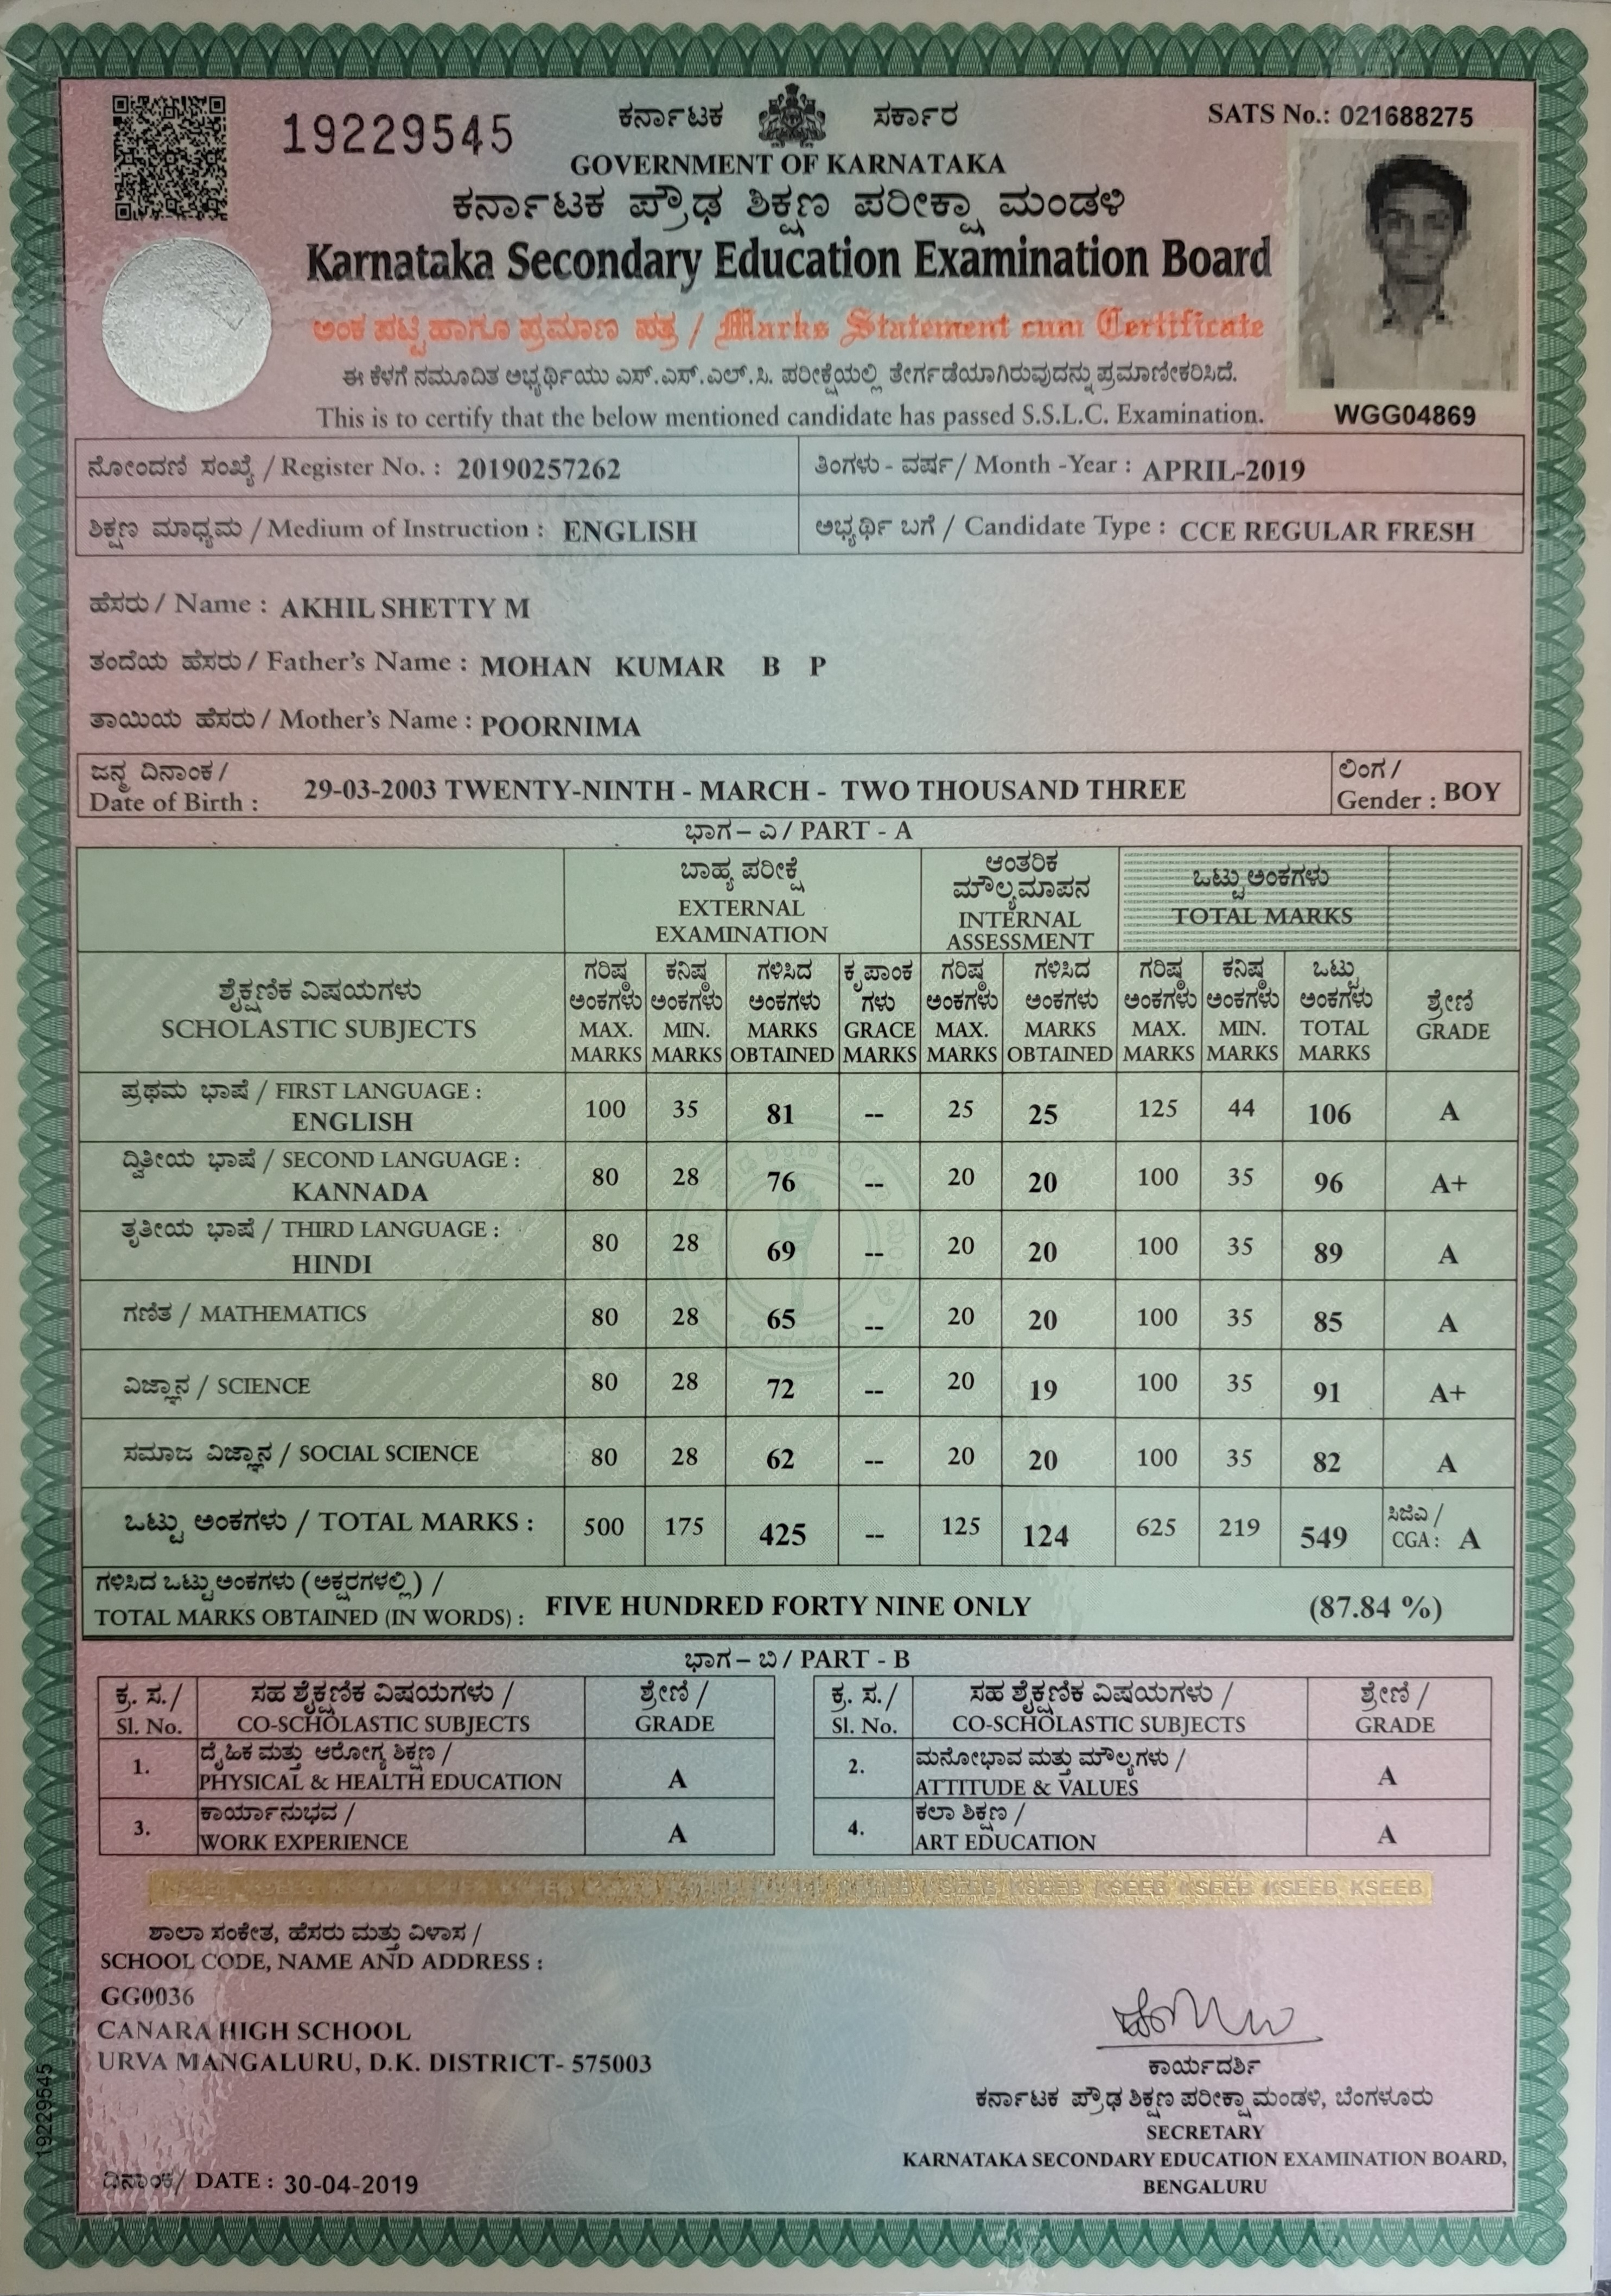 19229545
ಕರ್ನಾಟಕ ಸರ್ಕಾರ
SATS No.: 021688275
GOVERNMENT OF KARNATAKA
ಕರ್ನಾಟಕ ಪ್ರೌಢ ಶಿಕ್ಷಣ ಪರೀಕ್ಷಾ ಮಂಡಳಿ
Karnataka Secondary Education Examination Board
ಅಂಕ ಪಟ್ಟಿ ಹಾಗೂ ಪ್ರಮಾಣ ಪತ್ರ / Marks Statement cum Certificate
ಈ ಕೆಳಗೆ ನಮೂದಿತ ಅಭ್ಯರ್ಥಿಯು ಎಸ್.ಎಸ್.ಎಲ್.ಸಿ. ಪರೀಕ್ಷೆಯಲ್ಲಿ ತೇರ್ಗಡೆಯಾಗಿರುವುದನ್ನು ಪ್ರಮಾಣೀಕರಿಸಿದೆ.
This is to certify that the below mentioned candidate has passed S.S.L.C. Examination.
WGG04869
ನೋಂದಣಿ ಸಂಖ್ಯೆ / Register No. : 20190257262
ತಿಂಗಳು - ವರ್ಷ / Month -Year : APRIL-2019
ಶಿಕ್ಷಣ ಮಾಧ್ಯಮ / Medium of Instruction : ENGLISH
ಅಭ್ಯರ್ಥಿ ಬಗೆ / Candidate Type : CCE REGULAR FRESH
ಹೆಸರು / Name : AKHIL SHETTY M
ತಂದೆಯ ಹೆಸರು / Father's Name : MOHAN KUMAR B P
ತಾಯಿಯ ಹೆಸರು / Mother's Name : POORNIMA
ಜನ್ಮ ದಿನಾಂಕ /
Date of Birth : 29-03-2003 TWENTY-NINTH - MARCH - TWO THOUSAND THREE
ಲಿಂಗ /
Gender : BOY
ಭಾಗ – ಎ / PART - A
ಬಾಹ್ಯ ಪರೀಕ್ಷೆ
EXTERNAL
EXAMINATION
ಆಂತರಿಕ
ಮೌಲ್ಯಮಾಪನ
INTERNAL
ASSESSMENT
ಒಟ್ಟು ಅಂಕಗಳು
TOTAL MARKS
ಶೈಕ್ಷಣಿಕ ವಿಷಯಗಳು
SCHOLASTIC SUBJECTS
ಗರಿಷ್ಠ ಅಂಕಗಳು MAX. MARKS
ಕನಿಷ್ಠ ಅಂಕಗಳು MIN. MARKS
ಗಳಿಸಿದ ಅಂಕಗಳು MARKS OBTAINED
ಕೃಪಾಂಕ ಗಳು GRACE MARKS
ಗರಿಷ್ಠ ಅಂಕಗಳು MAX. MARKS
ಗಳಿಸಿದ ಅಂಕಗಳು MARKS OBTAINED
ಗರಿಷ್ಠ ಅಂಕಗಳು MAX. MARKS
ಕನಿಷ್ಠ ಅಂಕಗಳು MIN. MARKS
ಒಟ್ಟು ಅಂಕಗಳು TOTAL MARKS
ಶ್ರೇಣಿ GRADE
ಪ್ರಥಮ ಭಾಷೆ / FIRST LANGUAGE :
ENGLISH 100 35 81 -- 25 25 125 44 106 A
ದ್ವಿತೀಯ ಭಾಷೆ / SECOND LANGUAGE :
KANNADA 80 28 76 -- 20 20 100 35 96 A+
ತೃತೀಯ ಭಾಷೆ / THIRD LANGUAGE :
HINDI 80 28 69 -- 20 20 100 35 89 A
ಗಣಿತ / MATHEMATICS 80 28 65 -- 20 20 100 35 85 A
ವಿಜ್ಞಾನ / SCIENCE 80 28 72 -- 20 19 100 35 91 A+
ಸಮಾಜ ವಿಜ್ಞಾನ / SOCIAL SCIENCE 80 28 62 -- 20 20 100 35 82 A
ಒಟ್ಟು ಅಂಕಗಳು / TOTAL MARKS : 500 175 425 -- 125 124 625 219 549 ಸಿಜಿಎ / CGA : A
ಗಳಿಸಿದ ಒಟ್ಟು ಅಂಕಗಳು (ಅಕ್ಷರಗಳಲ್ಲಿ) /
TOTAL MARKS OBTAINED (IN WORDS) : FIVE HUNDRED FORTY NINE ONLY (87.84 %)
ಭಾಗ – ಬಿ / PART - B
ಕ್ರ. ಸ. / ಸಹ ಶೈಕ್ಷಣಿಕ ವಿಷಯಗಳು / ಶ್ರೇಣಿ / ಕ್ರ. ಸ. / ಸಹ ಶೈಕ್ಷಣಿಕ ವಿಷಯಗಳು / ಶ್ರೇಣಿ /
Sl. No. CO-SCHOLASTIC SUBJECTS GRADE Sl. No. CO-SCHOLASTIC SUBJECTS GRADE
1. ದೈಹಿಕ ಮತ್ತು ಆರೋಗ್ಯ ಶಿಕ್ಷಣ /
PHYSICAL & HEALTH EDUCATION A
2. ಮನೋಭಾವ ಮತ್ತು ಮೌಲ್ಯಗಳು /
ATTITUDE & VALUES A
3. ಕಾರ್ಯಾನುಭವ /
WORK EXPERIENCE A
4. ಕಲಾ ಶಿಕ್ಷಣ /
ART EDUCATION A
KSEEB KSEEB KSEEB KSEEB KSEEB KSEEB KSEEB
ಶಾಲಾ ಸಂಕೇತ, ಹೆಸರು ಮತ್ತು ವಿಳಾಸ /
SCHOOL CODE, NAME AND ADDRESS :
GG0036
CANARA HIGH SCHOOL
URVA MANGALURU, D.K. DISTRICT- 575003
19229545
ದಿನಾಂಕ/ DATE : 30-04-2019
ಕಾರ್ಯದರ್ಶಿ
ಕರ್ನಾಟಕ ಪ್ರೌಢ ಶಿಕ್ಷಣ ಪರೀಕ್ಷಾ ಮಂಡಳಿ, ಬೆಂಗಳೂರು
SECRETARY
KARNATAKA SECONDARY EDUCATION EXAMINATION BOARD,
BENGALURU